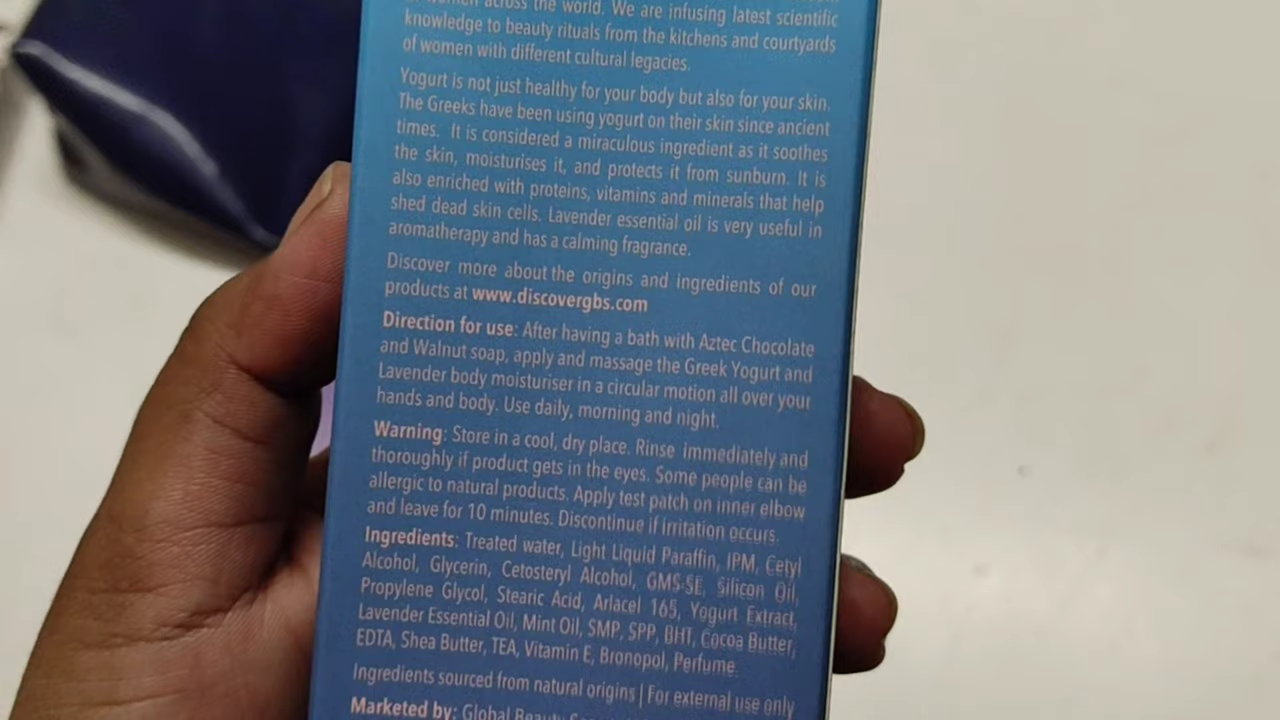 across the world. We are infusing latest scientific
knowledge to beauty rituals from the kitchens and courtyards
of women with different cultural legacies.
Yogurt is not just healthy for your body but also for your skin.
The Greeks have been using yogurt on their skin since ancient
times. It is considered a miraculous ingredient as it soothes
the skin, moisturises it, and protects it from sunburn. It is
also enriched with proteins, vitamins and minerals that help
shed dead skin cells. Lavender essential oil is very useful in
aromatherapy and has a calming fragrance.
Discover more about the origins and ingredients of our
products at www.discovergbs.com
Direction for use: After having a bath with Aztec Chocolate
and Walnut soap, apply and massage the Greek Yogurt and
Lavender body moisturiser in a circular motion all over your
hands and body. Use daily, morning and night.
Warning: Store in a cool, dry place. Rinse immediately and
thoroughly if product gets in the eyes. Some people can be
allergic to natural products. Apply test patch on inner elbow
and leave for 10 minutes. Discontinue if irritation occurs.
Ingredients: Treated water, Light Liquid Paraffin, IPM, Cetyl
Alcohol, Glycerin, Cetosteryl Alcohol, GMS-SE, Silicon Oil,
Propylene Glycol, Stearic Acid, Arlacel 165, Yogurt Extract,
Lavender Essential Oil, Mint Oil, SMP, SPP, BHT, Cocoa Butter,
EDTA, Shea Butter, TEA, Vitamin E, Bronopol, Perfume.
Ingredients sourced from natural origins | For external use only
Marketed by: Global Beauty